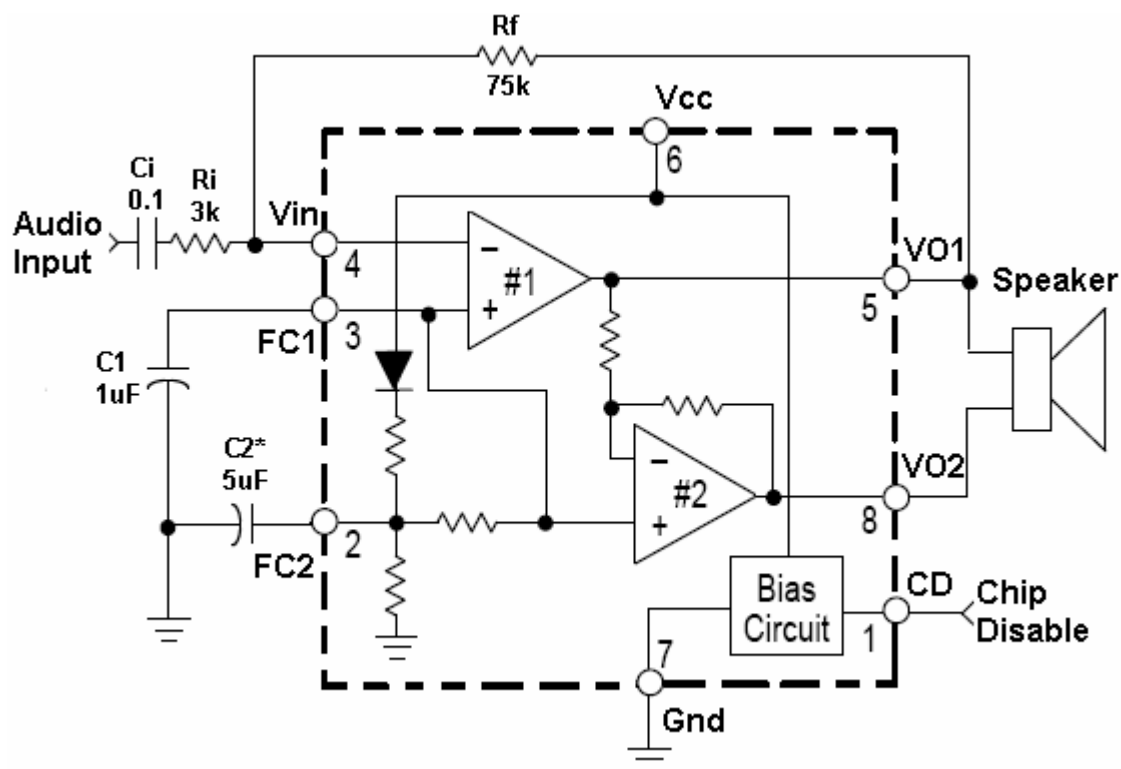 Rf
75k
Vcc
6
Ci
0.1
Ri
3k
Audio
Input
Vin
4
−
#1
+
VO1
5
Speaker
FC1
3
C1
1uF
C2*
5uF
FC2
2
−
#2
+
VO2
8
Bias
Circuit
CD
1
Chip
Disable
7
Gnd